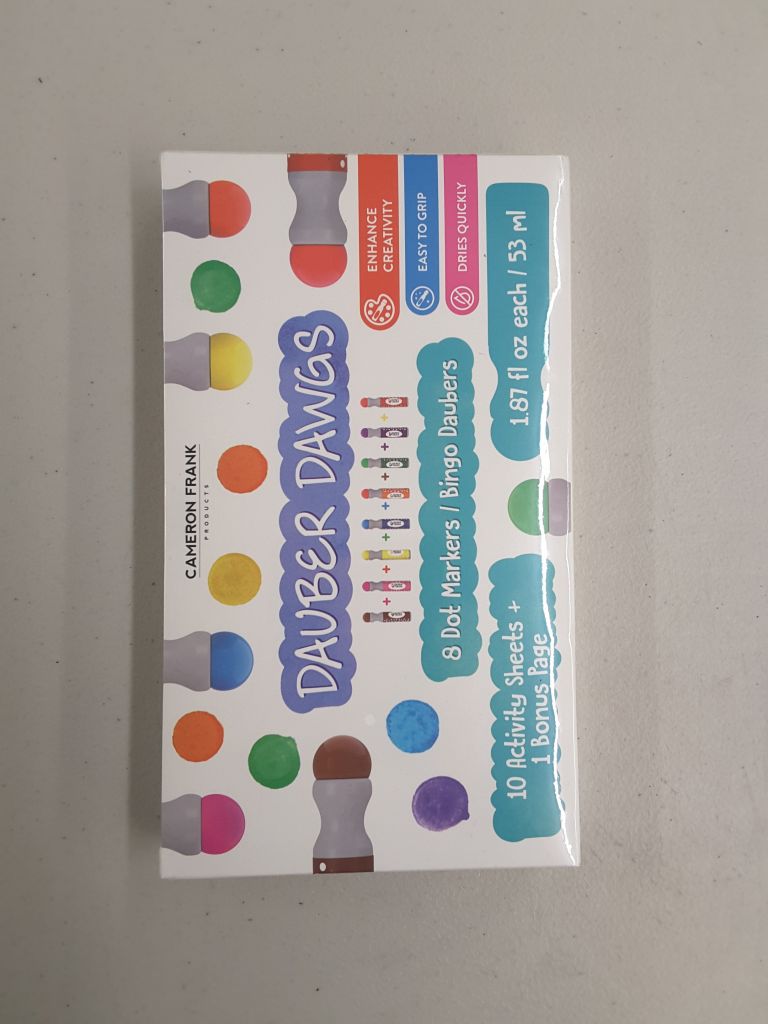 CAMERON FRANK
PRODUCTS
DAUBER DAWGS
8 Dot Markers / Bingo Daubers
ENHANCE
CREATIVITY
EASY TO GRIP
DRIES QUICKLY
10 Activity Sheets +
1 Bonus Page
1.87 fl oz each / 53 ml